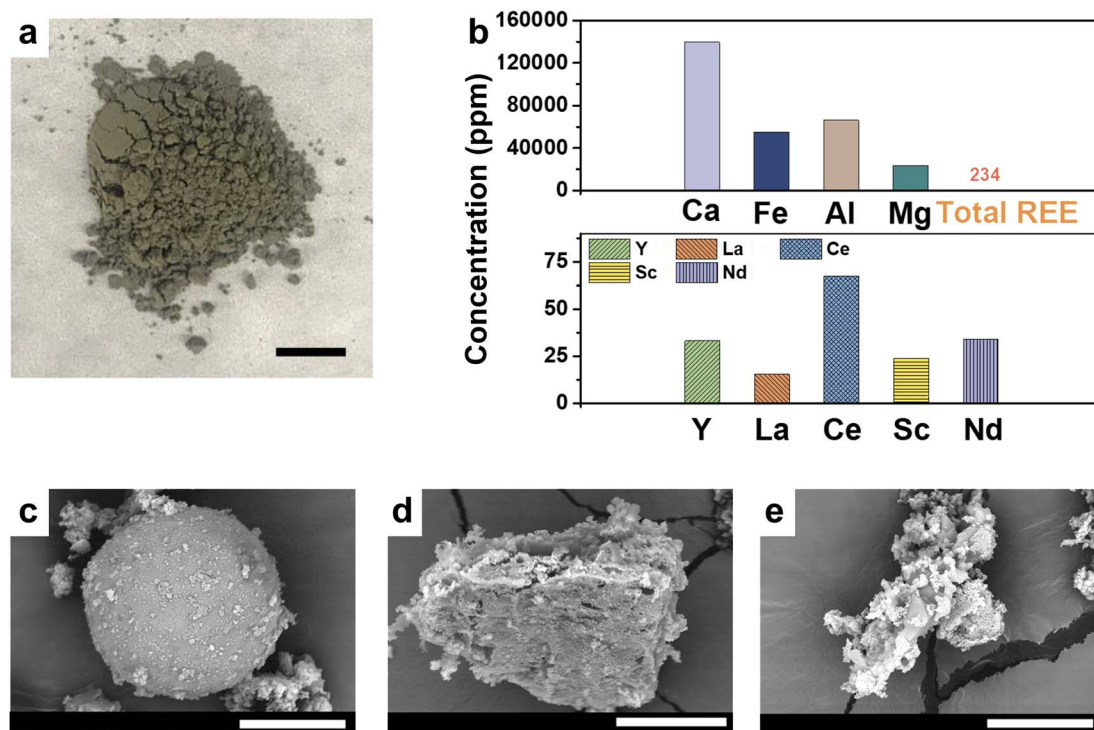 a
b
Concentration (ppm)
160000
120000
80000
40000
0
234
Ca Fe Al Mg Total REE
Y La Ce
Sc Nd
75
50
25
0
Y La Ce Sc Nd
c
d
e